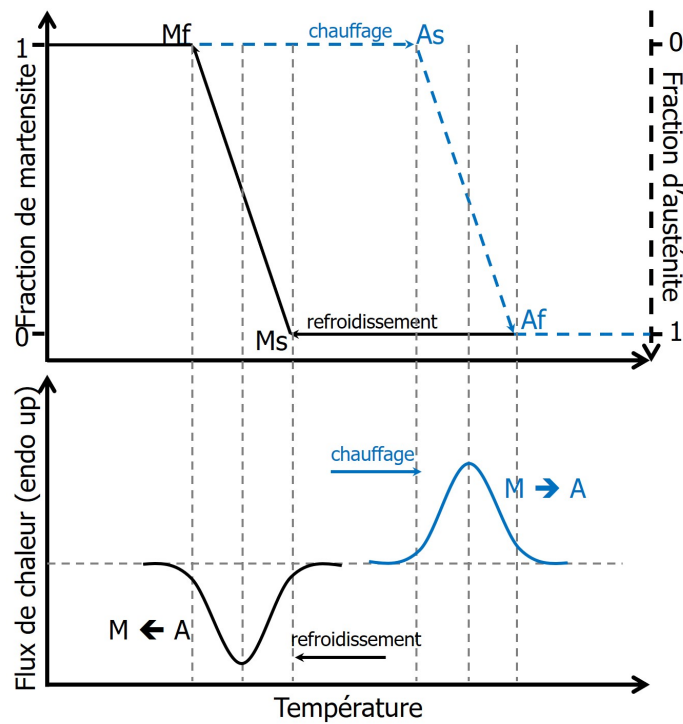 Mf
chauffage
As
1
0
Fraction de martensite
Fraction d'austénite
refroidissement
Af
0
Ms
1
Flux de chaleur (endo up)
chauffage
M ➔ A
M 🡰 A
refroidissement
Température